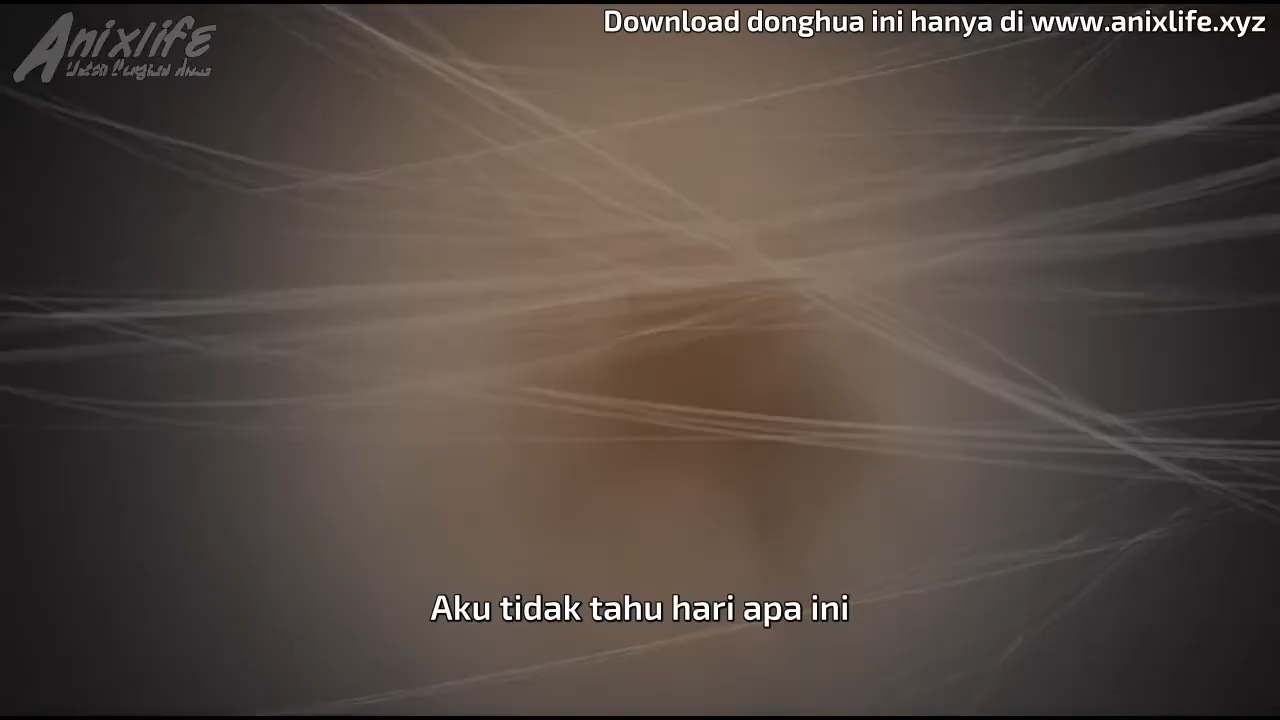 Anixlife
Download donghua ini hanya di www.anixlife.xyz
Aku tidak tahu hari apa ini